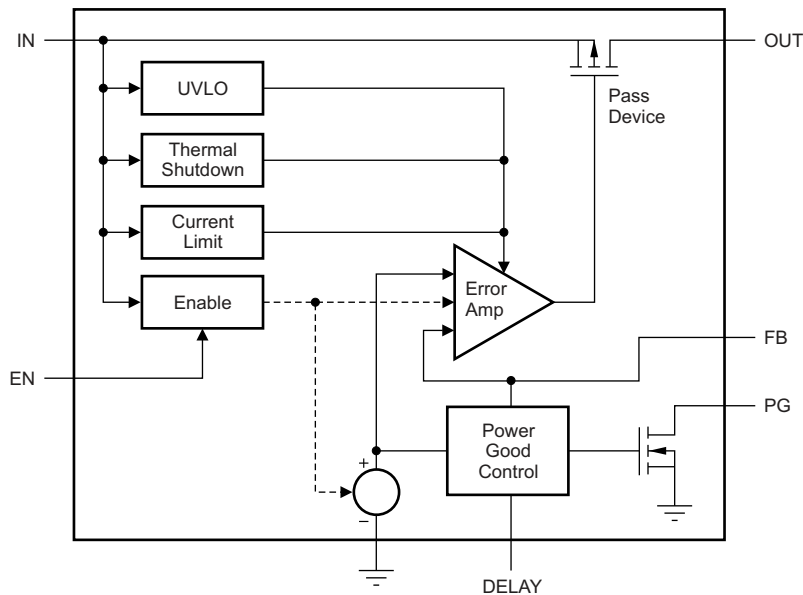 IN
OUT
UVLO
Pass
Device
Thermal
Shutdown
Current
Limit
Error
Amp
Enable
FB
EN
PG
Power
Good
Control
+
−
DELAY